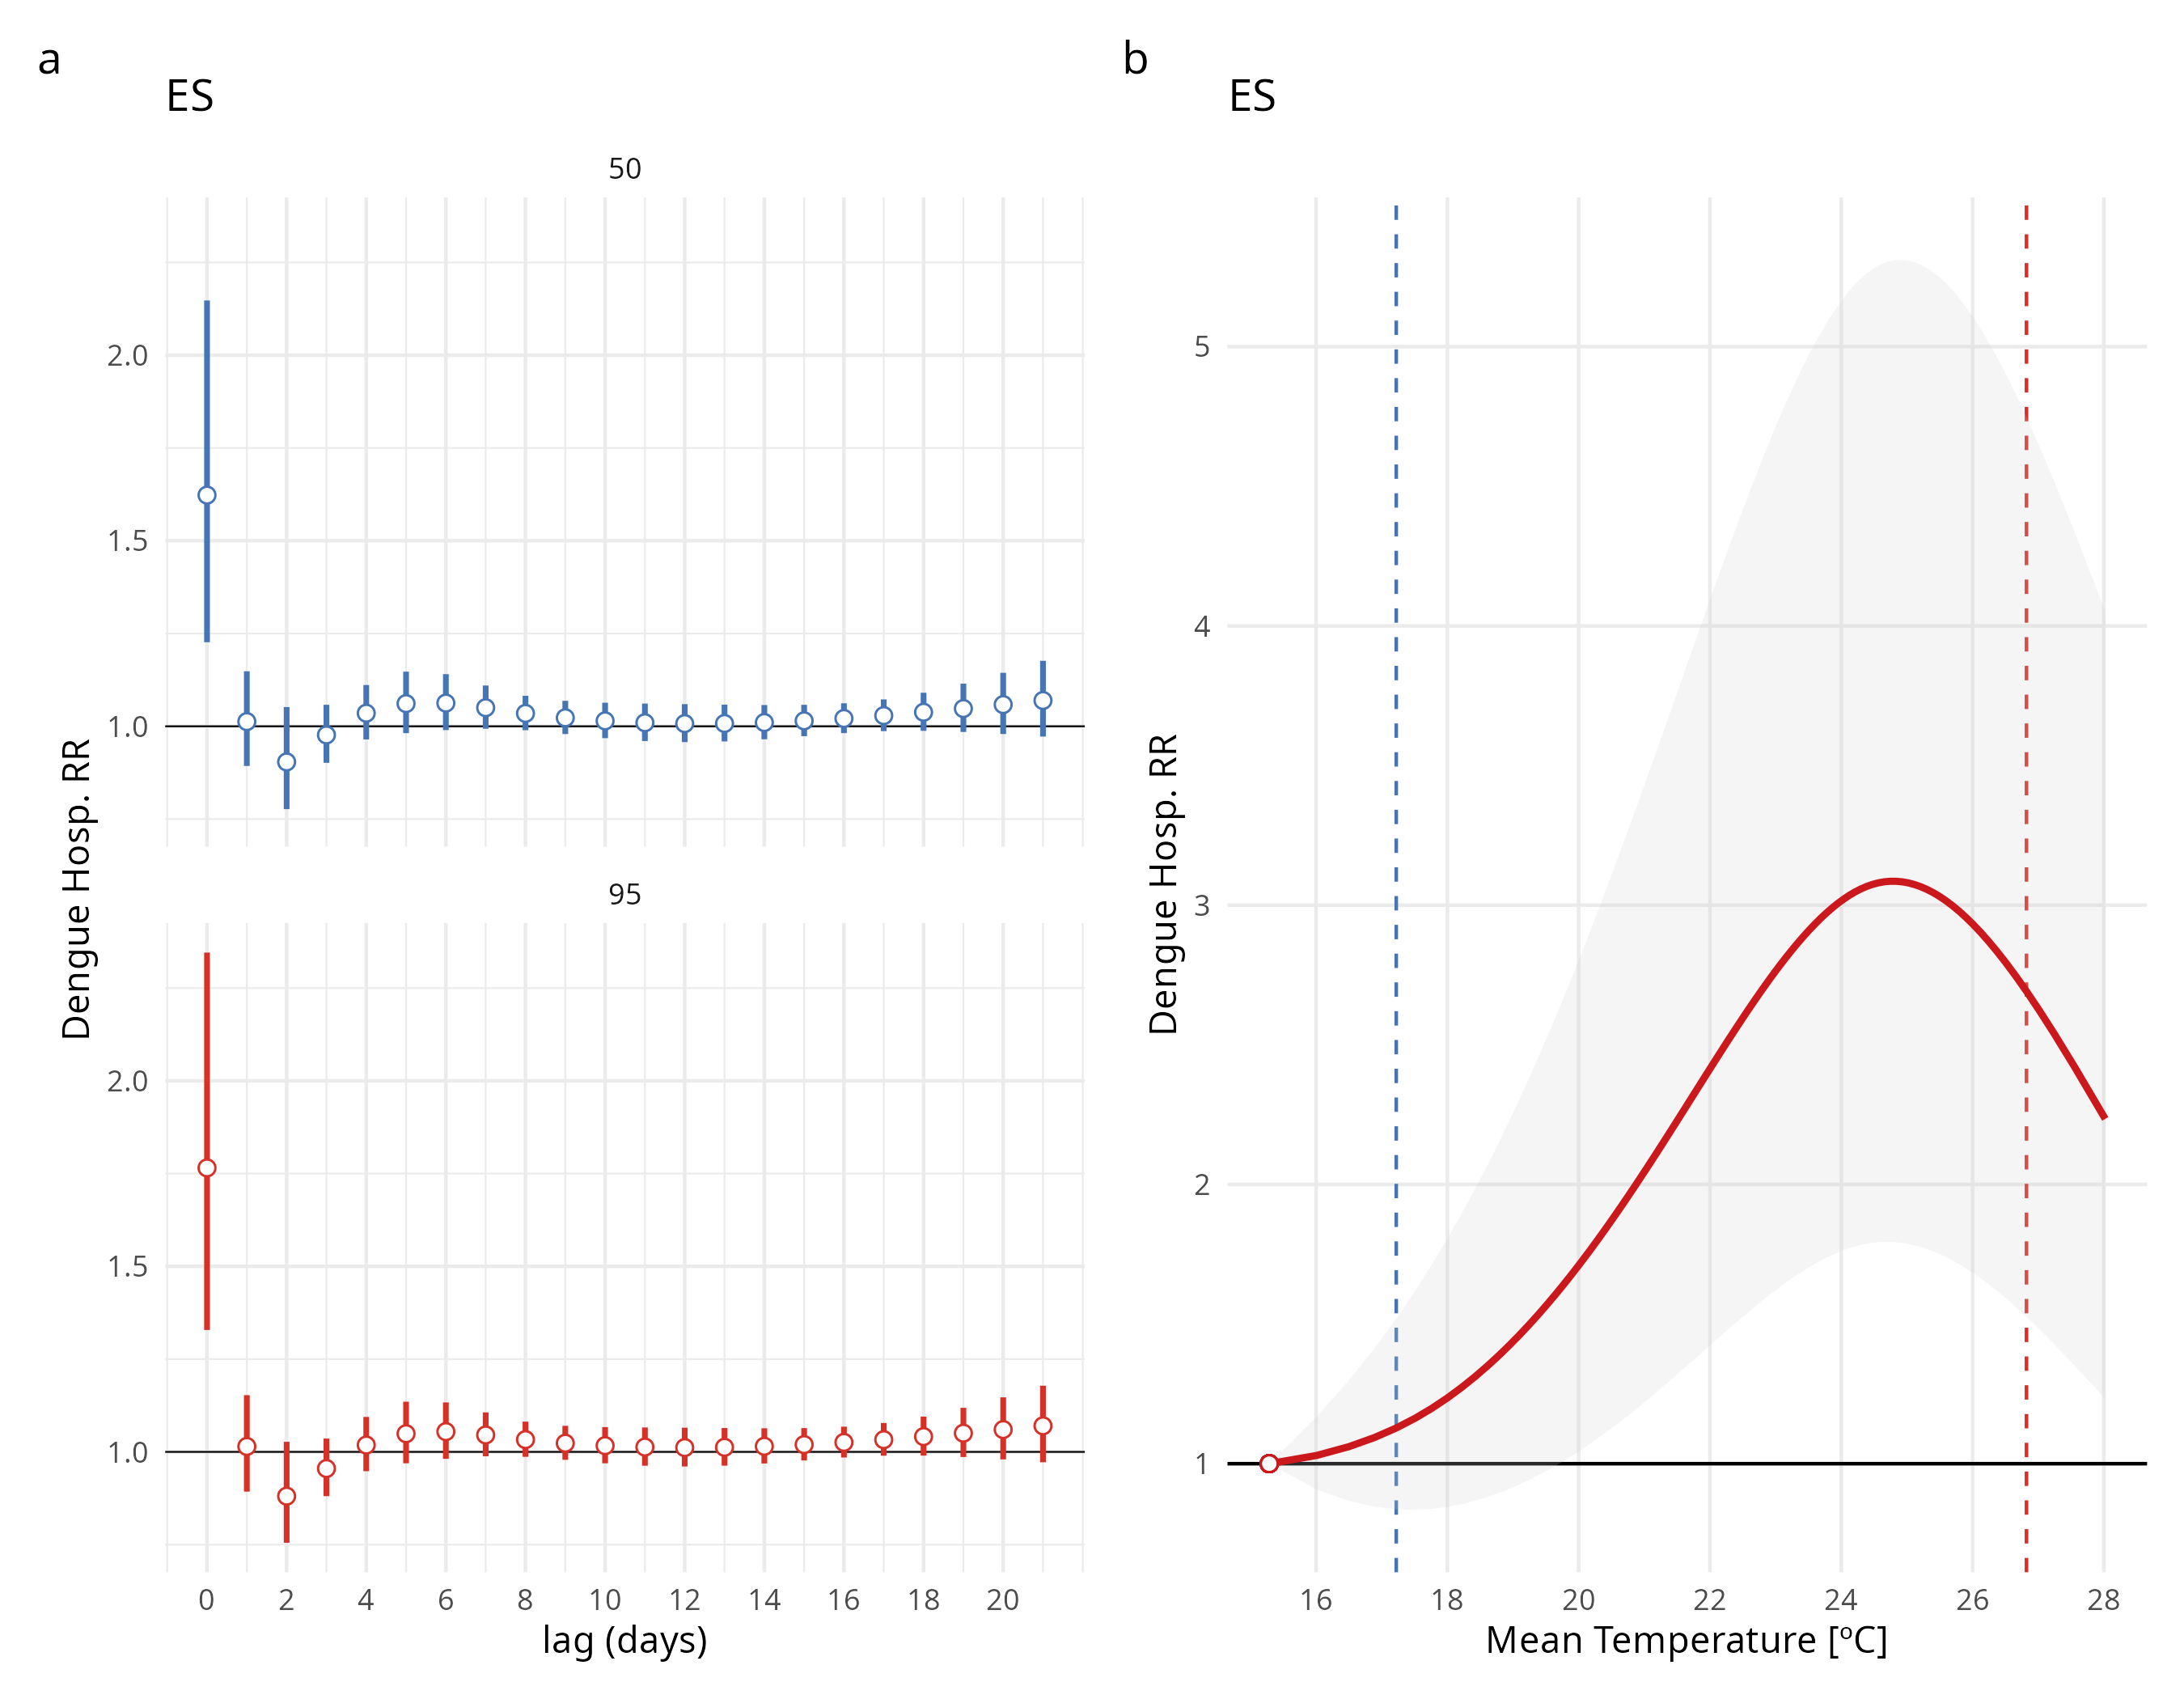 a
ES
50
2.0
1.5
1.0
95
2.0
1.5
1.0
0 2 4 6 8 10 12 14 16 18 20
lag (days)
Dengue Hosp. RR
b
ES
5
4
3
2
1
16 18 20 22 24 26 28
Mean Temperature [ºC]
Dengue Hosp. RR